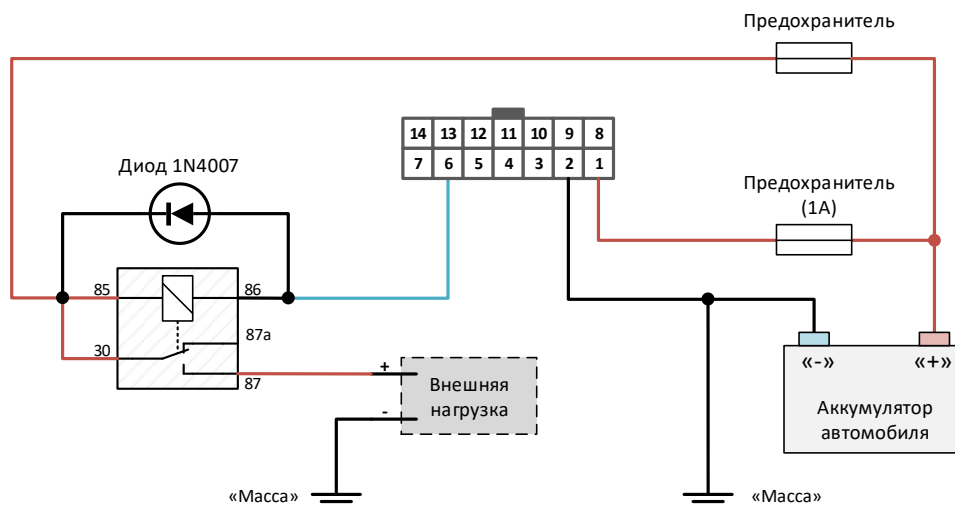 Предохранитель
14 13 12 11 10 9 8
7 6 5 4 3 2 1
Диод 1N4007
Предохранитель
(1А)
85
86
87a
30
87
+
-
Внешняя
нагрузка
«-»
«+»
Аккумулятор
автомобиля
«Масса»
«Масса»